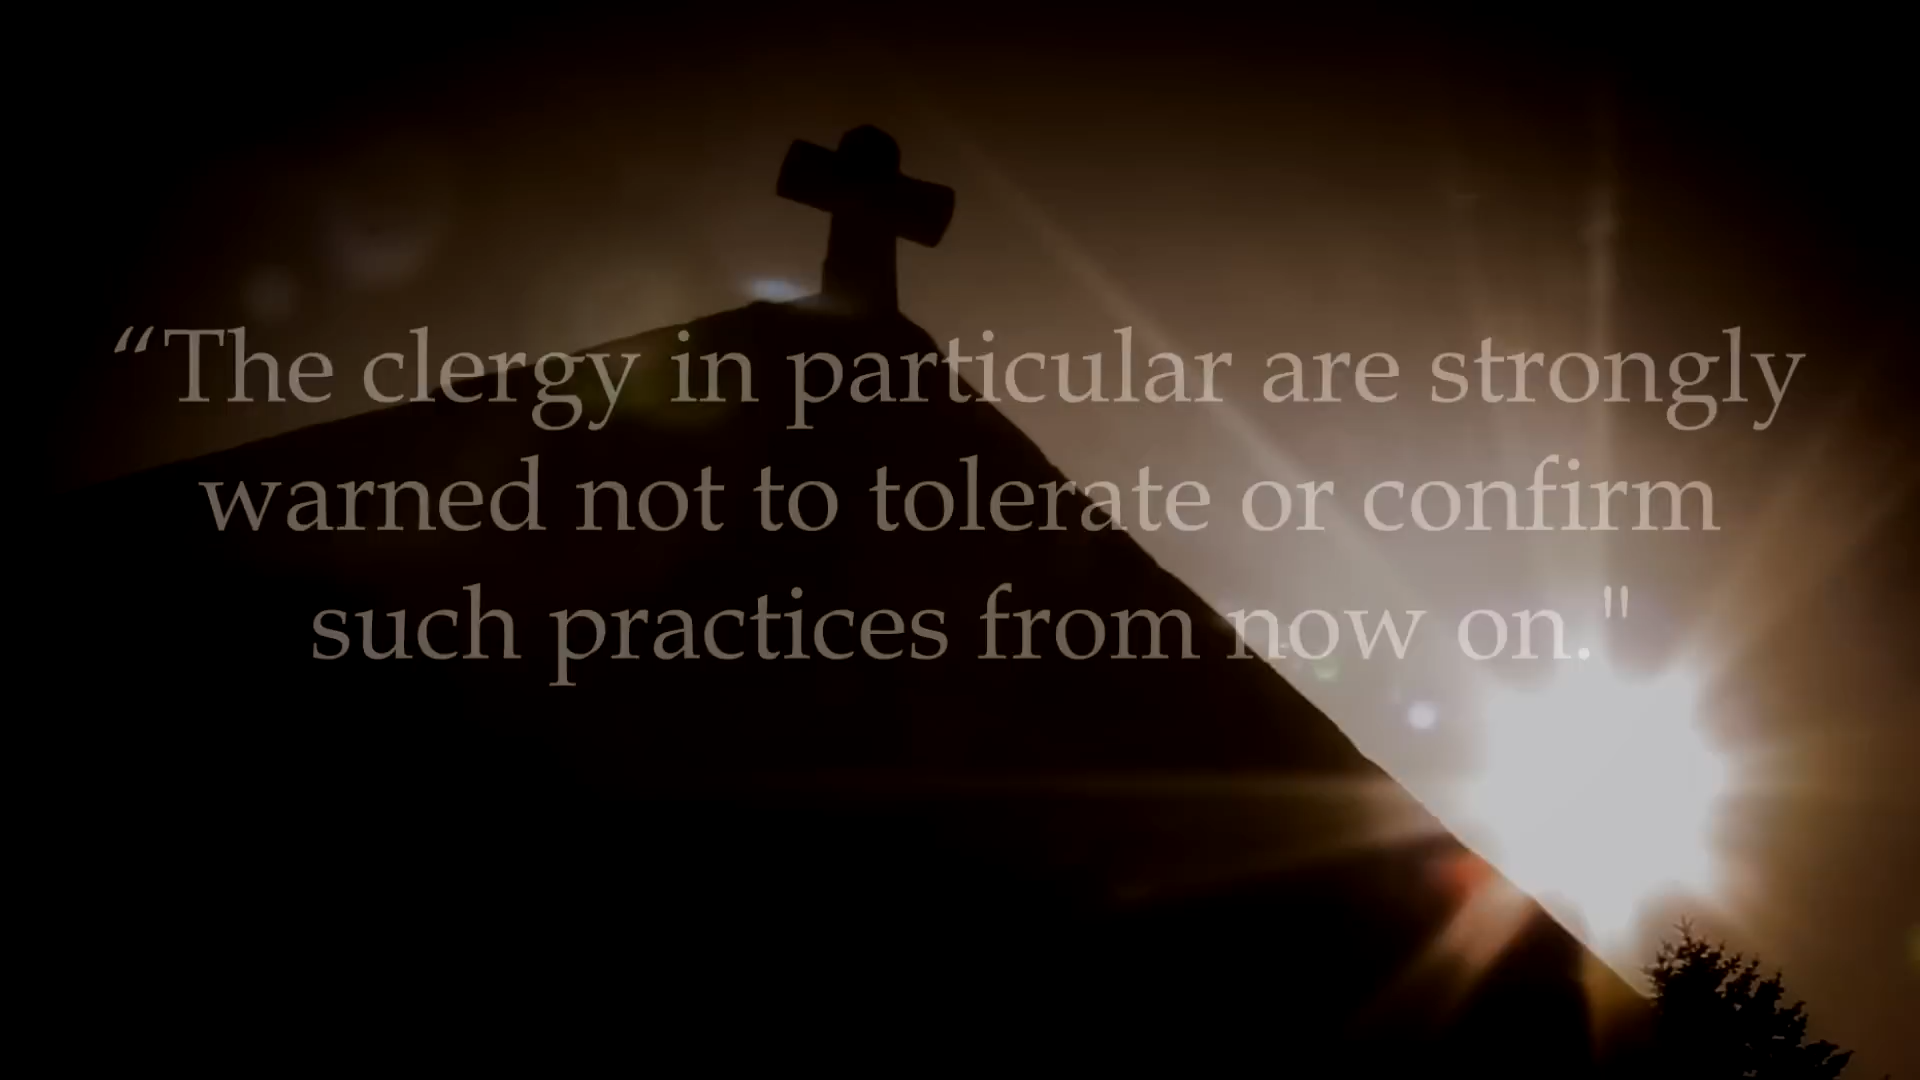 “The clergy in particular are strongly
warned not to tolerate or confirm
such practices from now on."